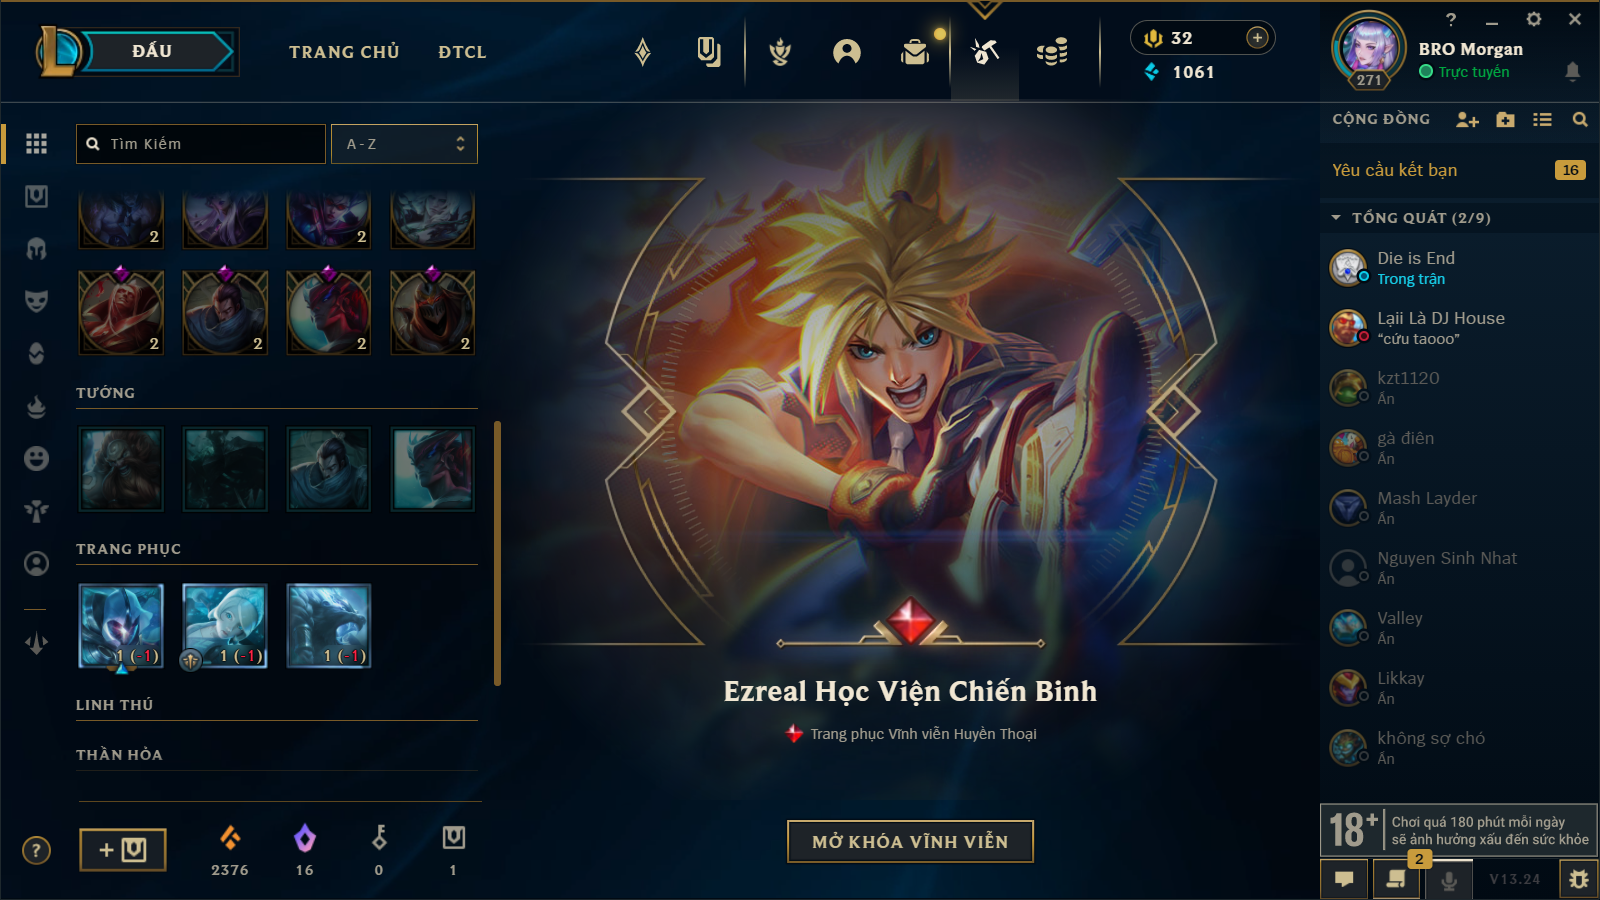 ĐẤU
TRANG CHỦ
ĐTCL
32
1061
271
BRO Morgan
Trực tuyến
Tìm Kiếm
A - Z
2
2
2
2
2
2
TƯỚNG
TRANG PHỤC
1 (-1)
1 (-1)
1 (-1)
LINH THÚ
THẦN HỎA
2376
16
0
1
Ezreal Học Viện Chiến Binh
Trang phục Vĩnh viễn Huyền Thoại
MỞ KHÓA VĨNH VIỄN
CỘNG ĐỒNG
Yêu cầu kết bạn
16
TỔNG QUÁT (2/9)
Die is End
Trong trận
Lạii Là DJ House
“cứu taooo”
kzt1120
Ẩn
gà điên
Ẩn
Mash Layder
Ẩn
Nguyen Sinh Nhat
Ẩn
Valley
Ẩn
Likkay
Ẩn
không sợ chó
Ẩn
18+
Chơi quá 180 phút mỗi ngày
sẽ ảnh hưởng xấu đến sức khỏe
2
V13.24